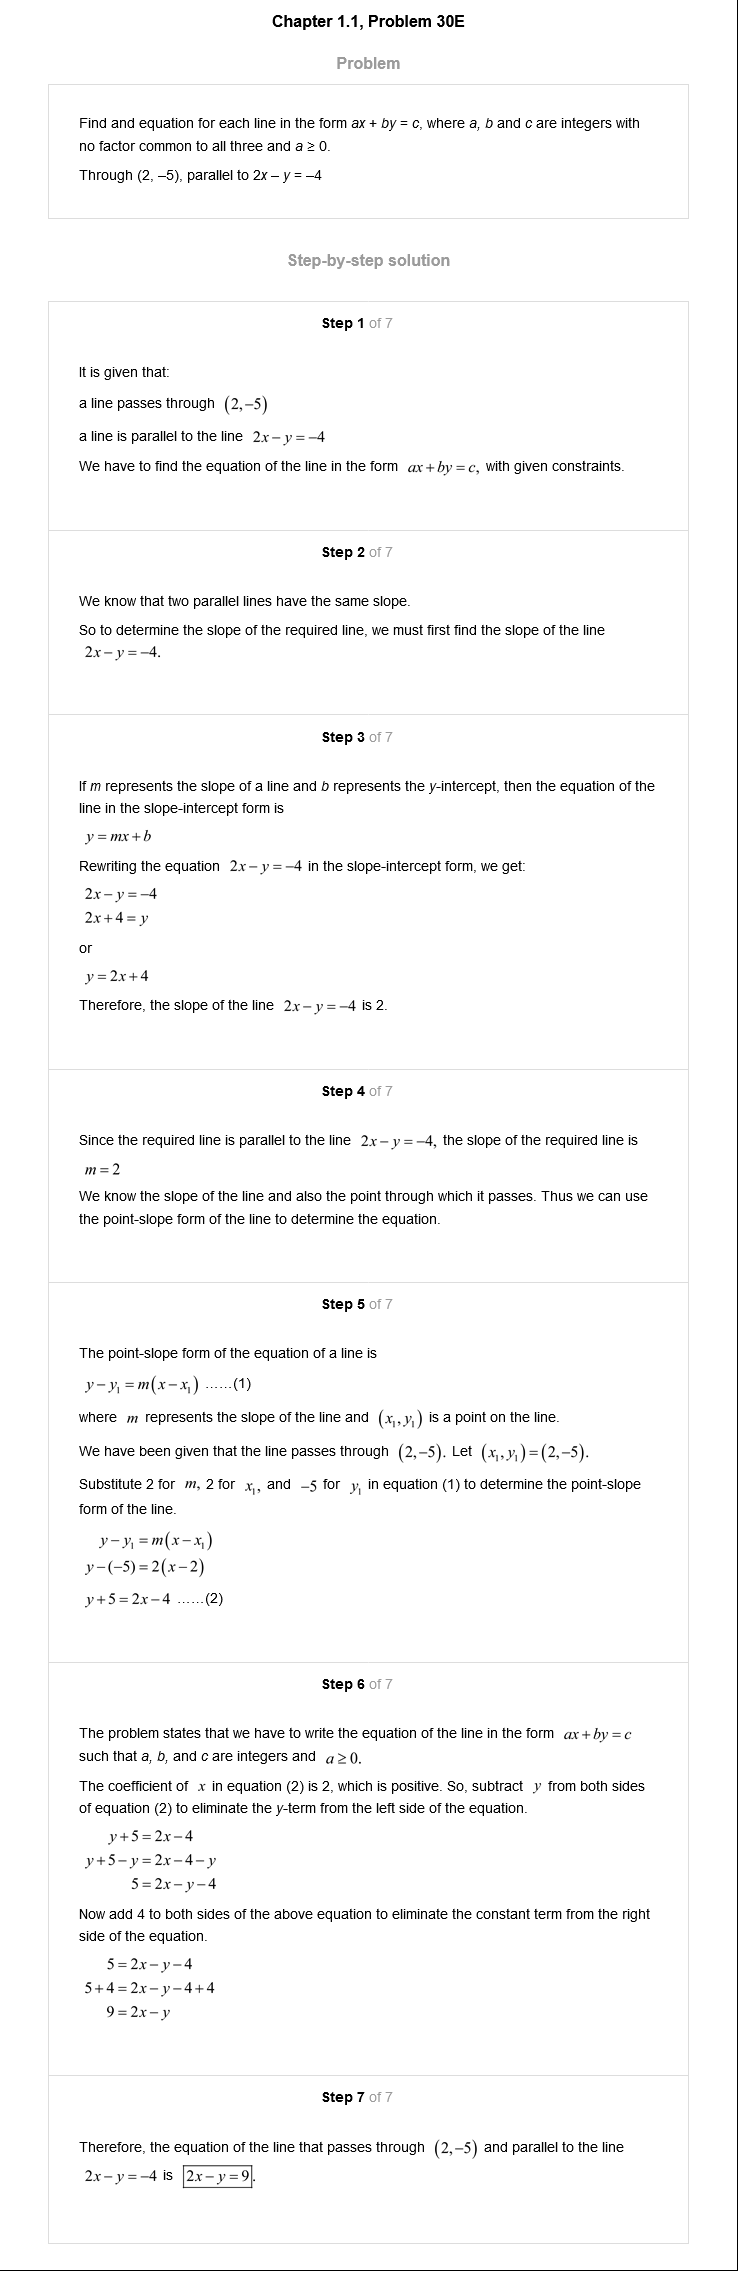 Chapter 1.1, Problem 30E
Problem
Find and equation for each line in the form ax + by = c, where a, b and c are integers with
no factor common to all three and a ≥ 0.
Through (2, –5), parallel to 2x – y = –4
Step-by-step solution
Step 1 of 7
It is given that:
a line passes through (2,−5)
a line is parallel to the line 2x−y=−4
We have to find the equation of the line in the form ax+by=c, with given constraints.
Step 2 of 7
We know that two parallel lines have the same slope.
So to determine the slope of the required line, we must first find the slope of the line
2x−y=−4.
Step 3 of 7
If m represents the slope of a line and b represents the y-intercept, then the equation of the
line in the slope-intercept form is
y=mx+b
Rewriting the equation 2x−y=−4 in the slope-intercept form, we get:
2x−y=−4
2x+4=y
or
y=2x+4
Therefore, the slope of the line 2x−y=−4 is 2.
Step 4 of 7
Since the required line is parallel to the line 2x−y=−4, the slope of the required line is
m=2
We know the slope of the line and also the point through which it passes. Thus we can use
the point-slope form of the line to determine the equation.
Step 5 of 7
The point-slope form of the equation of a line is
y−y₁=m(x−x₁) ......(1)
where m represents the slope of the line and (x₁,y₁) is a point on the line.
We have been given that the line passes through (2,−5). Let (x₁,y₁)=(2,−5).
Substitute 2 for m, 2 for x₁, and −5 for y₁ in equation (1) to determine the point-slope
form of the line.
y−y₁=m(x−x₁)
y−(−5)=2(x−2)
y+5=2x−4 ......(2)
Step 6 of 7
The problem states that we have to write the equation of the line in the form ax+by=c
such that a, b, and c are integers and a≥0.
The coefficient of x in equation (2) is 2, which is positive. So, subtract y from both sides
of equation (2) to eliminate the y-term from the left side of the equation.
y+5=2x−4
y+5−y=2x−4−y
5=2x−y−4
Now add 4 to both sides of the above equation to eliminate the constant term from the right
side of the equation.
5=2x−y−4
5+4=2x−y−4+4
9=2x−y
Step 7 of 7
Therefore, the equation of the line that passes through (2,−5) and parallel to the line
2x−y=−4 is 2x−y=9.